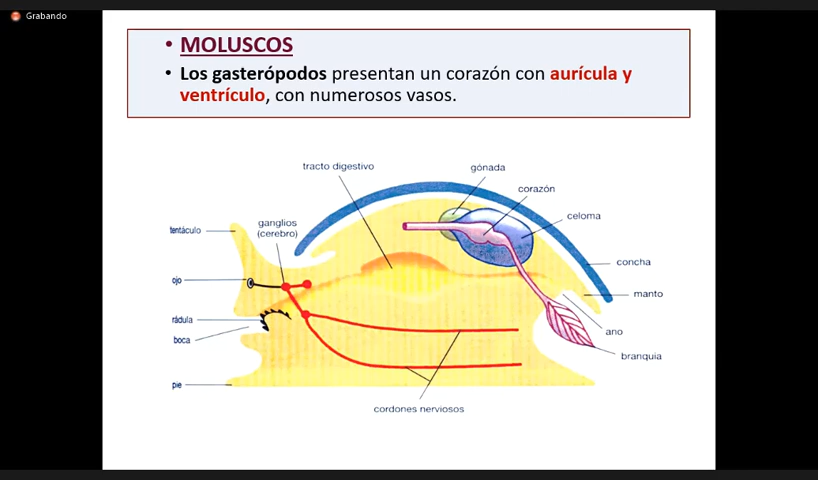 Grabando
• MOLUSCOS
• Los gasterópodos presentan un corazón con aurícula y
ventrículo, con numerosos vasos.
tracto digestivo
gónada
corazón
celoma
ganglios
(cerebro)
tentáculo
concha
ojo
manto
rádula
ano
boca
branquia
pie
cordones nerviosos